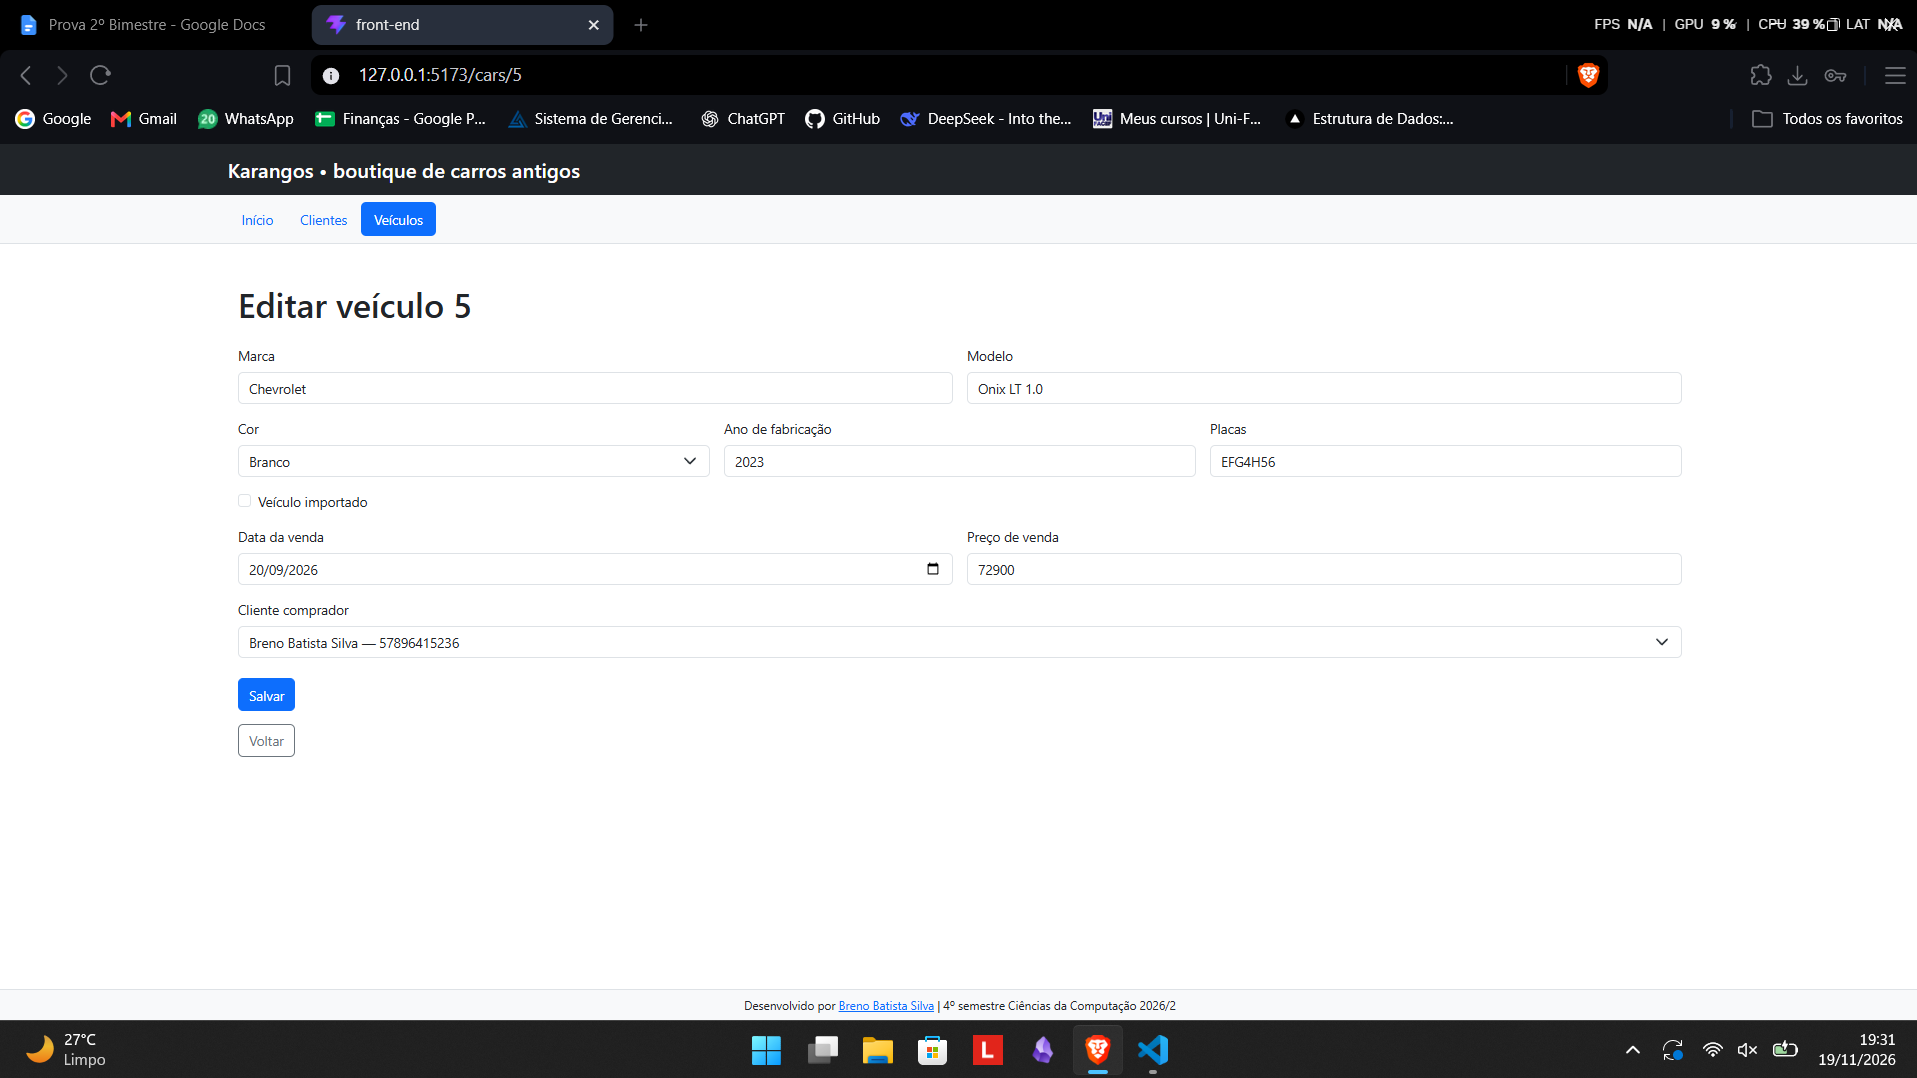 Prova 2º Bimestre - Google Docs
front-end
FPS N/A | GPU 9 % | CPU 39 % LAT N/A
127.0.0.1:5173/cars/5
Google
Gmail
20
WhatsApp
Finanças - Google P...
Sistema de Gerenci...
ChatGPT
GitHub
DeepSeek - Into the...
Meus cursos | Uni-F...
Estrutura de Dados:...
Todos os favoritos
Karangos • boutique de carros antigos
Início
Clientes
Veículos
Editar veículo 5
Marca
Modelo
Chevrolet
Onix LT 1.0
Cor
Ano de fabricação
Placas
Branco
2023
EFG4H56
Veículo importado
Data da venda
Preço de venda
20/09/2026
72900
Cliente comprador
Breno Batista Silva — 57896415236
Salvar
Voltar
Desenvolvido por Breno Batista Silva | 4º semestre Ciências da Computação 2026/2
27°C
Limpo
L
19:31
19/11/2026